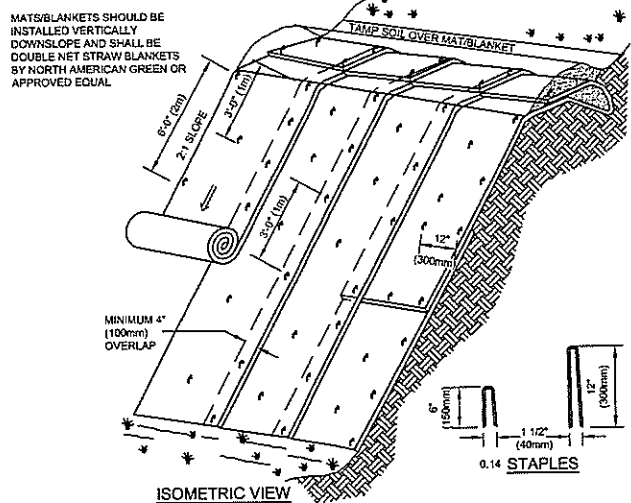 MATS/BLANKETS SHOULD BE
INSTALLED VERTICALLY
DOWNSLOPE AND SHALL BE
DOUBLE NET STRAW BLANKETS
BY NORTH AMERICAN GREEN OR
APPROVED EQUAL
TAMP SOIL OVER MAT/BLANKET
6'-0" (2m)
2:1 SLOPE
3'-0" (1m)
3'-0" (1m)
12"
(300mm)
MINIMUM 4"
(100mm)
OVERLAP
6"
(150mm)
12"
(300mm)
1 1/2"
(40mm)
0.14 STAPLES
ISOMETRIC VIEW